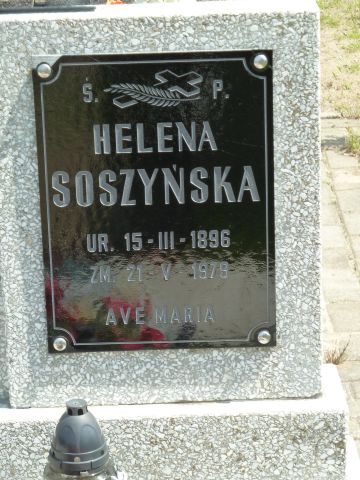 Ś. P.
HELENA
SOSZYŃSKA
UR. 15-III-1896
ZM. 21-V 1979
AVE MARIA